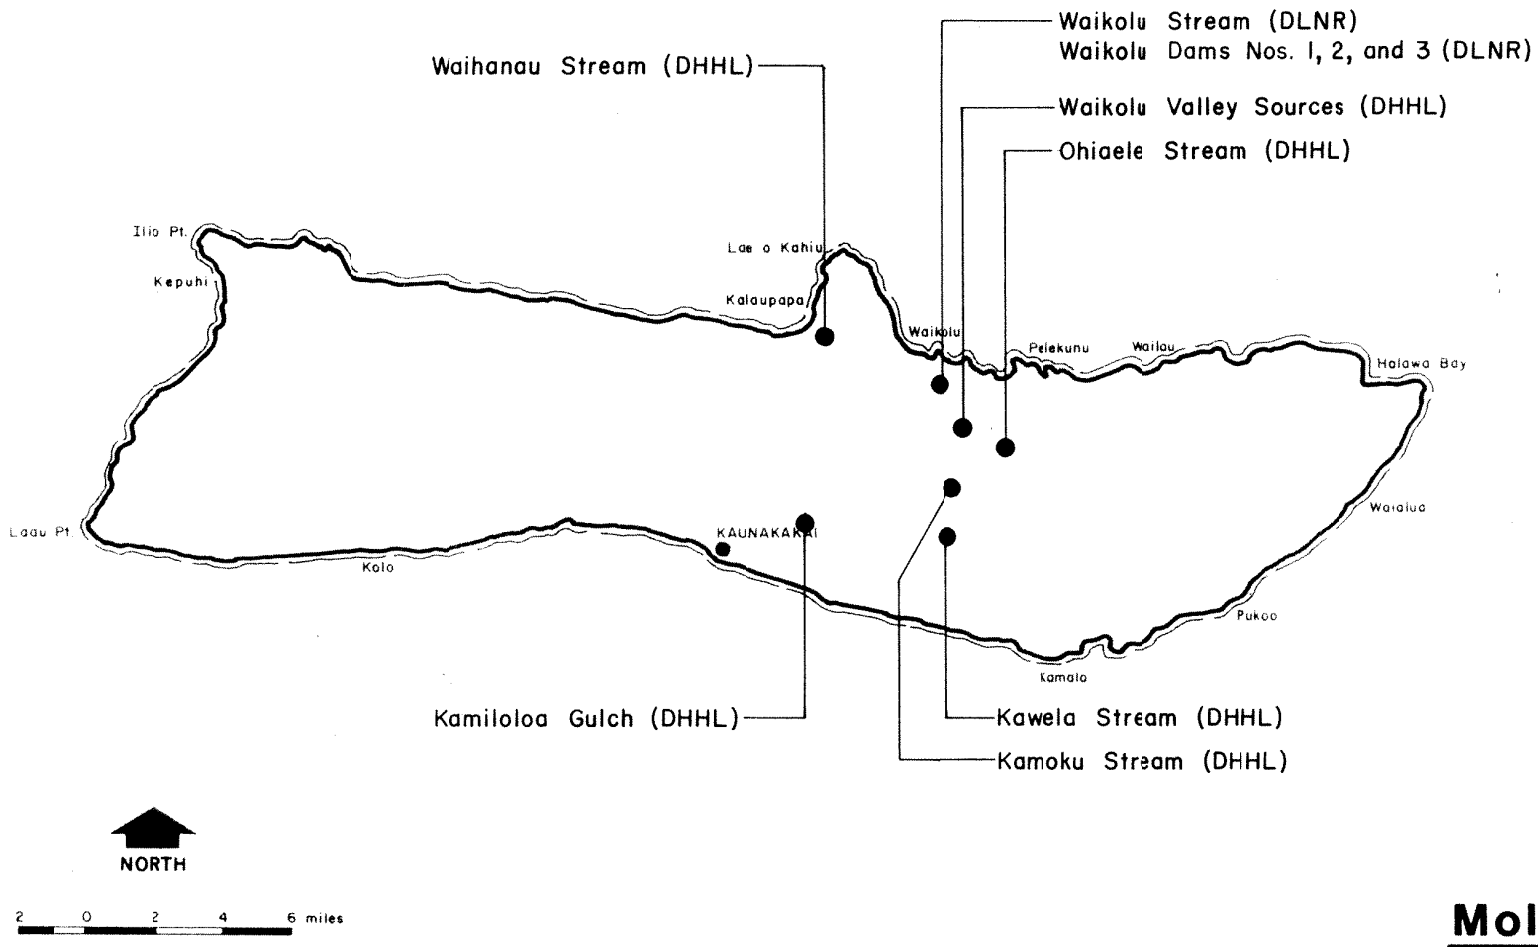 Waikolu Stream (DLNR)
Waikolu Dams Nos. 1, 2, and 3 (DLNR)
Waihanau Stream (DHHL)
Waikolu Valley Sources (DHHL)
Ohiaele Stream (DHHL)
Ilio Pt.
Lae o Kahiu
Kepuhi
Kalaupapa
Waikolu
Pelekunu
Wailau
Halawa Bay
Waialua
Laau Pt.
KAUNAKAKAI
Kolo
Pukoo
Kamalo
Kamiloloa Gulch (DHHL)
Kawela Stream (DHHL)
Kamoku Stream (DHHL)
NORTH
2 0 2 4 6 miles
Mol